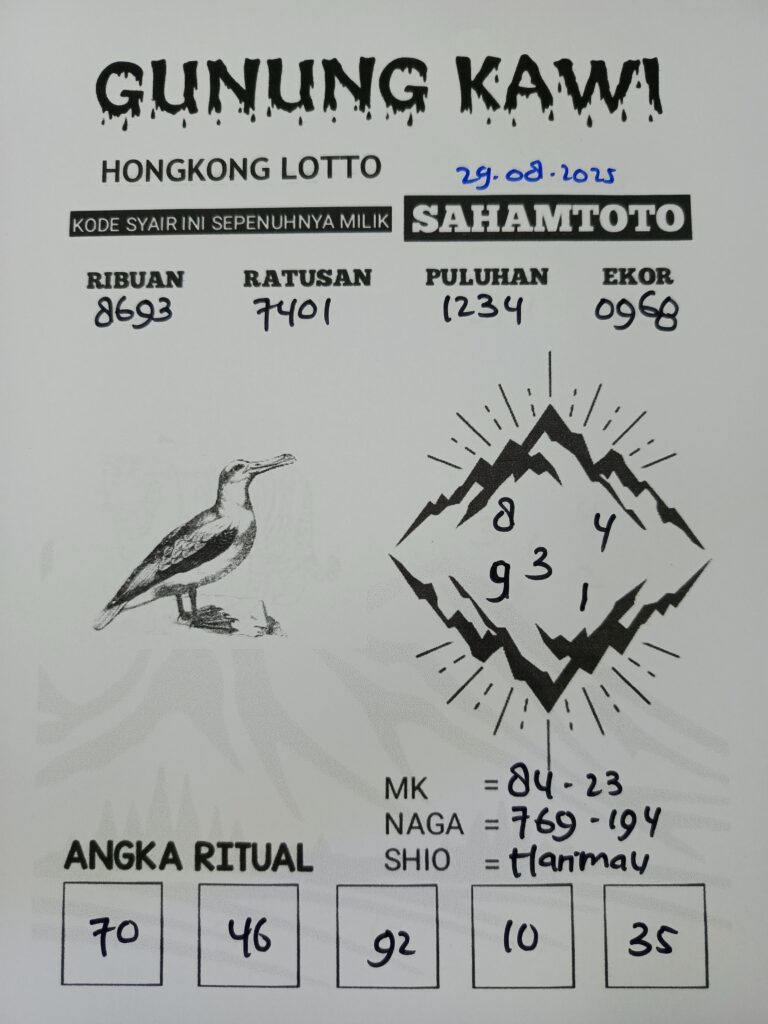 GUNUNG KAWI
HONGKONG LOTTO 29.08.2025
KODE SYAIR INI SEPENUHNYA MILIK SAHAMTOTO
RIBUAN RATUSAN PULUHAN EKOR
8693 7401 1234 0968
8 4
9 3
1
MK = 84 - 23
NAGA = 769 - 194
SHIO = Harimau
ANGKA RITUAL
70 46 92 10 35